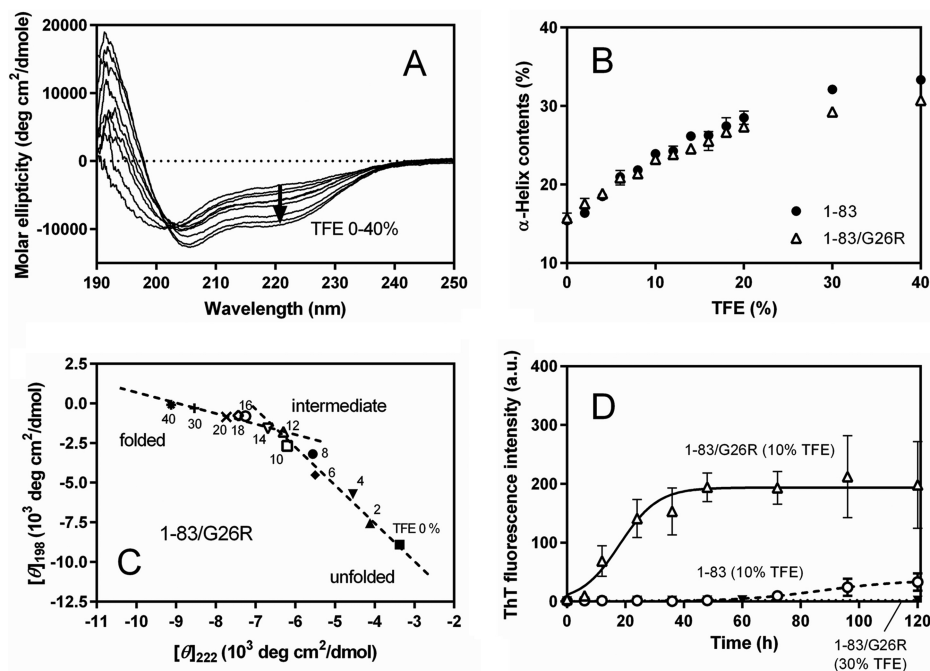 A
Molar ellipticity (deg cm²/dmole)
20000
10000
0
-10000
TFE 0-40%
190 200 210 220 230 240 250
Wavelength (nm)
B
α-Helix contents (%)
40
30
20
10
1-83
1-83/G26R
0 10 20 30 40
TFE (%)
C
[θ]198 (10³ deg cm²/dmol)
2.5
0.0
-2.5
-5.0
-7.5
-10.0
-12.5
folded
intermediate
unfolded
1-83/G26R
40
30
20
18
16
14
12
10
8
6
4
2
TFE 0 %
-11 -10 -9 -8 -7 -6 -5 -4 -3 -2
[θ]222 (10³ deg cm²/dmol)
D
ThT fluorescence intensity (a.u.)
400
300
200
100
0
1-83/G26R (10% TFE)
1-83 (10% TFE)
0 20 40 60 80 100 120
Time (h)
1-83/G26R
(30% TFE)